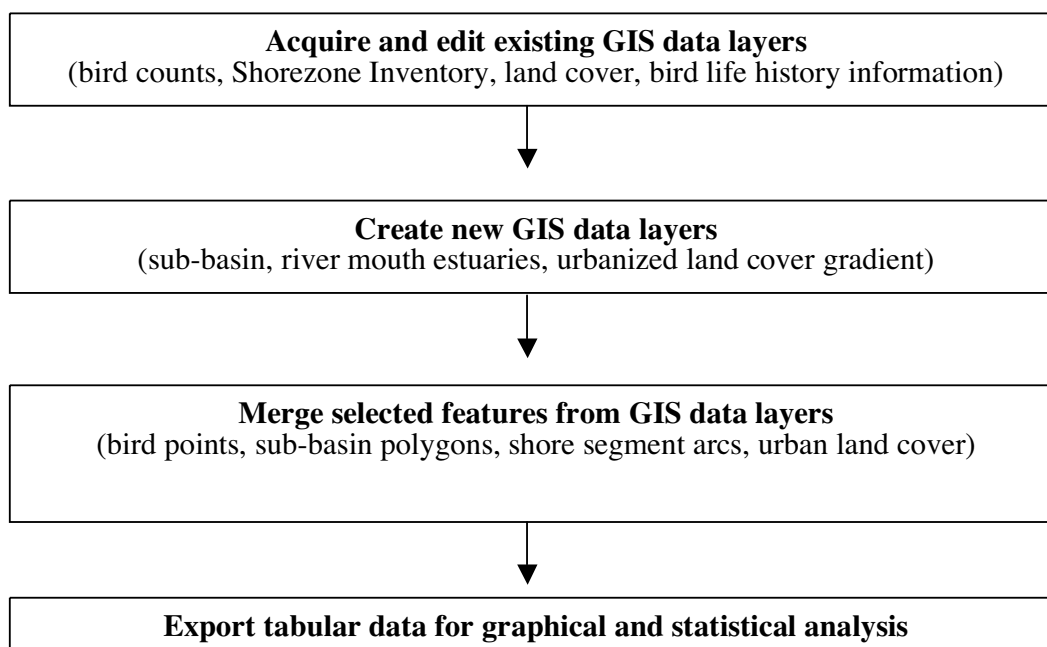 Acquire and edit existing GIS data layers
(bird counts, Shorezone Inventory, land cover, bird life history information)
Create new GIS data layers
(sub-basin, river mouth estuaries, urbanized land cover gradient)
Merge selected features from GIS data layers
(bird points, sub-basin polygons, shore segment arcs, urban land cover)
Export tabular data for graphical and statistical analysis